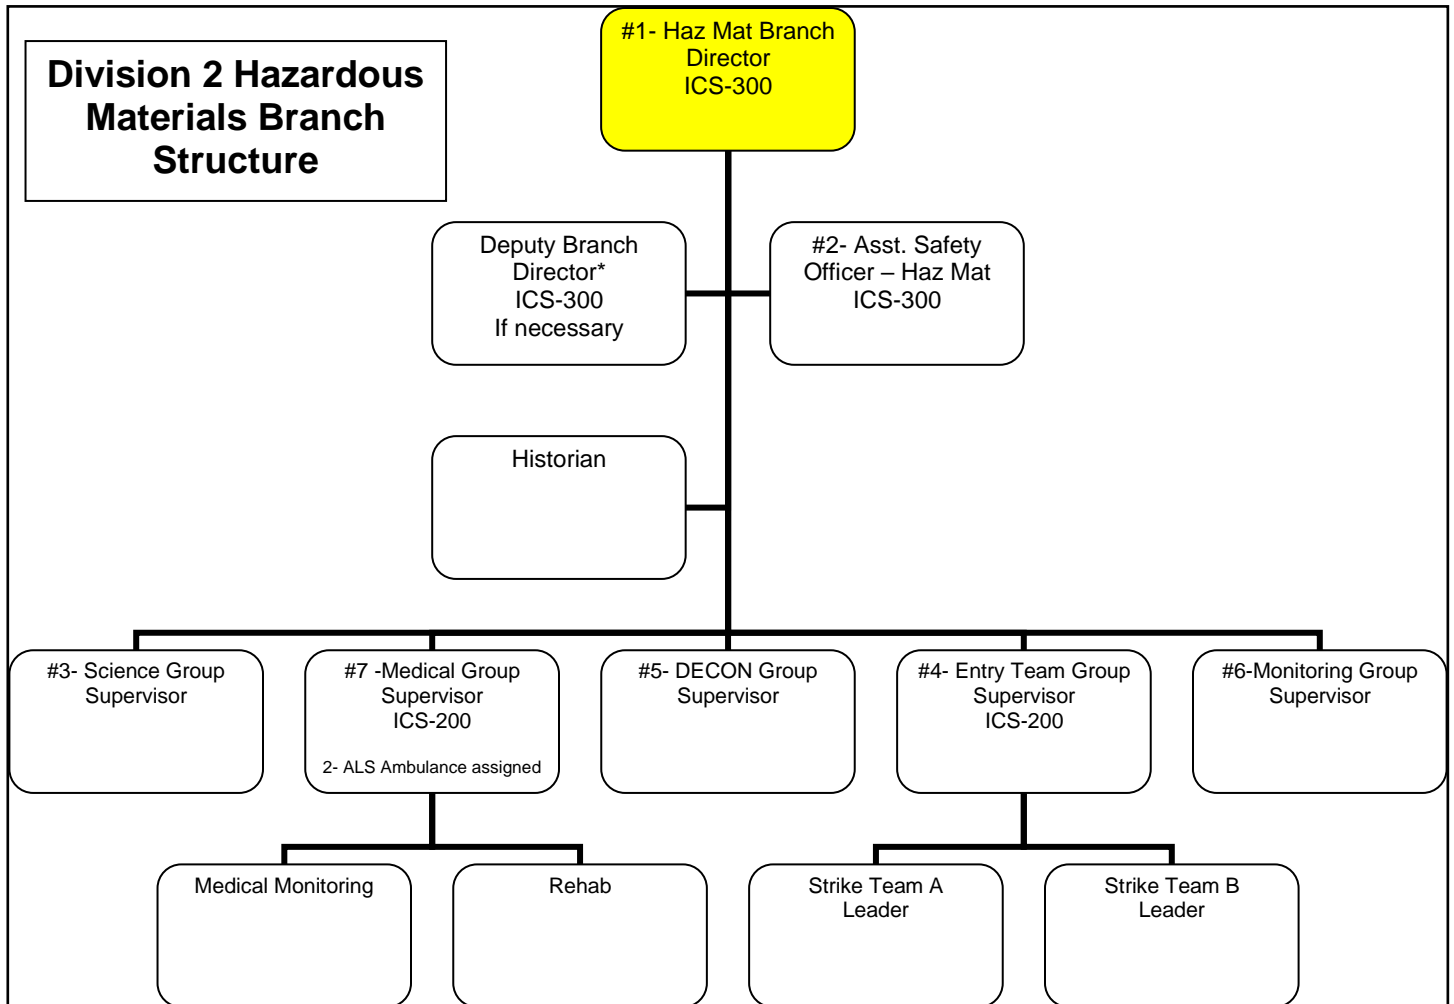 #1- Haz Mat Branch
Director
ICS-300
Division 2 Hazardous
Materials Branch
Structure
Deputy Branch
Director*
ICS-300
If necessary
#2- Asst. Safety
Officer – Haz Mat
ICS-300
Historian
#3- Science Group
Supervisor
#7 -Medical Group
Supervisor
ICS-200
2- ALS Ambulance assigned
#5- DECON Group
Supervisor
#4- Entry Team Group
Supervisor
ICS-200
#6-Monitoring Group
Supervisor
Medical Monitoring
Rehab
Strike Team A
Leader
Strike Team B
Leader